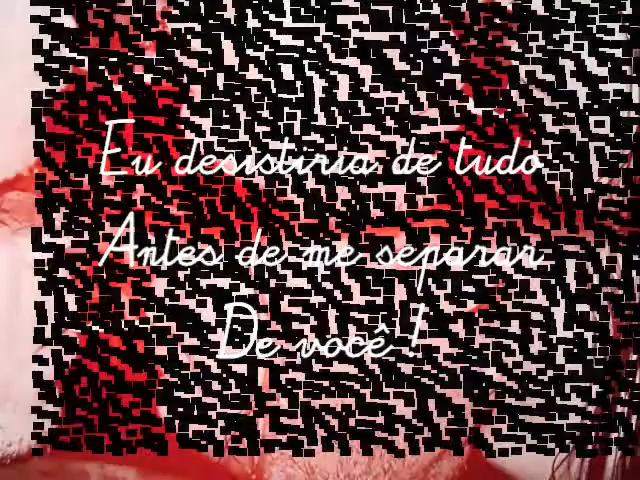 Eu desistiria de tudo
Antes de me separar
De você !